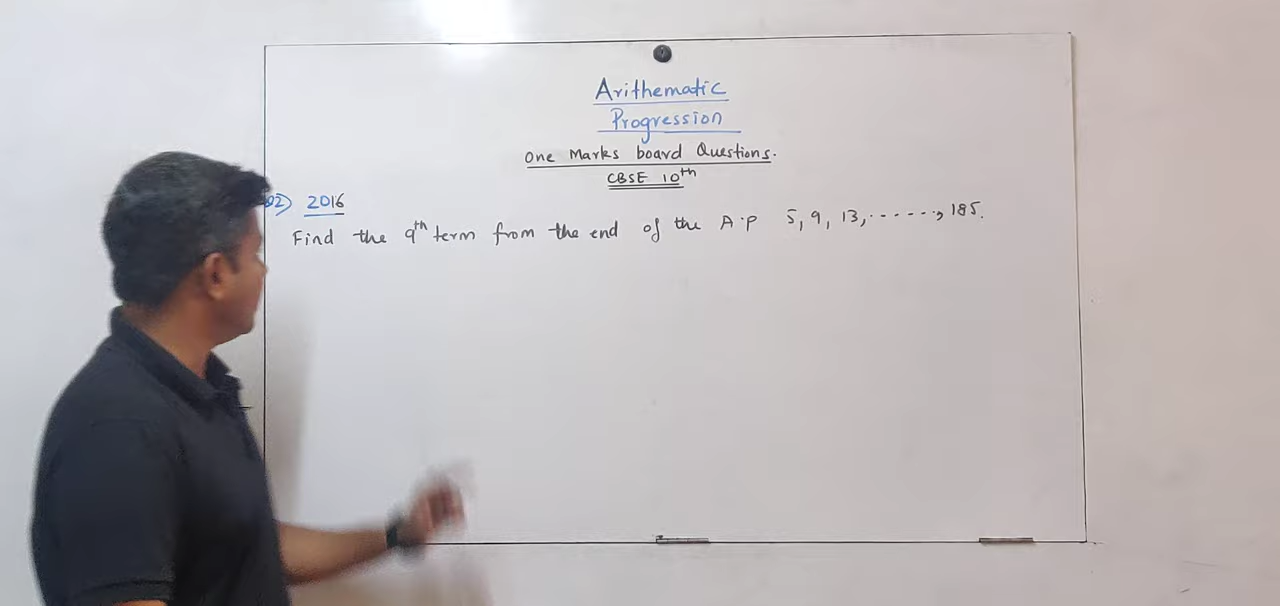 Arithematic
Progression
One Marks board Questions.
CBSE 10th
02) 2016
Find the 9th term from the end of the A.P 5, 9, 13, ......, 185.